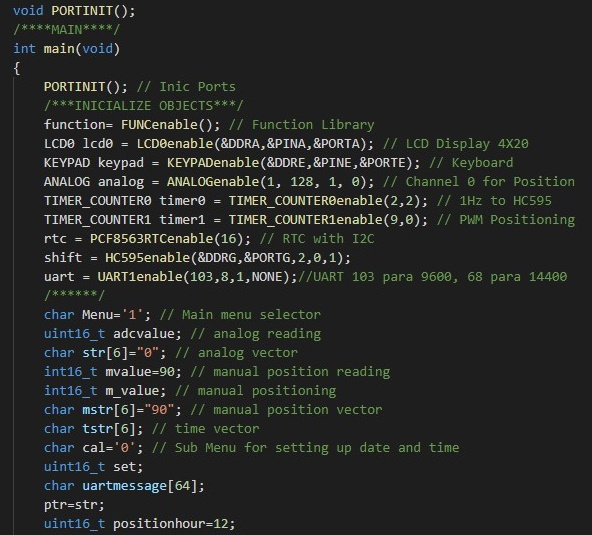 void PORTINIT();
/****MAIN****/
int main(void)
{
PORTINIT(); // Inic Ports
/***INICIALIZE OBJECTS***/
function= FUNCenable(); // Function Library
LCD0 lcd0 = LCD0enable(&DDRA,&PINA,&PORTA); // LCD Display 4X20
KEYPAD keypad = KEYPADenable(&DDRE,&PINE,&PORTE); // Keyboard
ANALOG analog = ANALOGenable(1, 128, 1, 0); // Channel 0 for Position
TIMER_COUNTER0 timer0 = TIMER_COUNTER0enable(2,2); // 1Hz to HC595
TIMER_COUNTER1 timer1 = TIMER_COUNTER1enable(9,0); // PWM Positioning
rtc = PCF8563RTCenable(16); // RTC with I2C
shift = HC595enable(&DDRG,&PORTG,2,0,1);
uart = UART1enable(103,8,1,NONE);//UART 103 para 9600, 68 para 14400
/******/
char Menu='1'; // Main menu selector
uint16_t adcvalue; // analog reading
char str[6]="0"; // analog vector
int16_t mvalue=90; // manual position reading
int16_t m_value; // manual positioning
char mstr[6]="90"; // manual position vector
char tstr[6]; // time vector
char cal='0'; // Sub Menu for setting up date and time
uint16_t set;
char uartmessage[64];
ptr=str;
uint16_t positionhour=12;